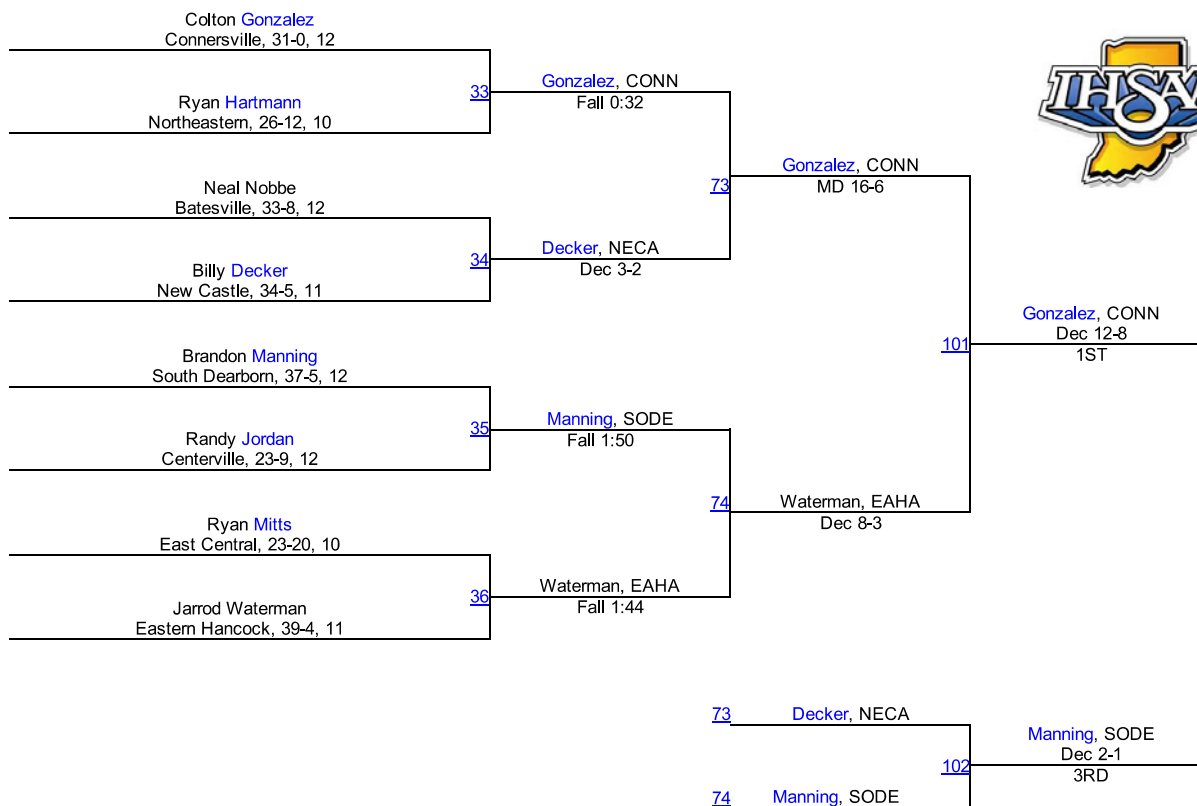 Colton Gonzalez
Connersville, 31-0, 12
33
Gonzalez, CONN
Fall 0:32
Ryan Hartmann
Northeastern, 26-12, 10
IHSAA
73
Gonzalez, CONN
MD 16-6
Neal Nobbe
Batesville, 33-8, 12
34
Decker, NECA
Dec 3-2
Billy Decker
New Castle, 34-5, 11
101
Gonzalez, CONN
Dec 12-8
1ST
Brandon Manning
South Dearborn, 37-5, 12
35
Manning, SODE
Fall 1:50
Randy Jordan
Centerville, 23-9, 12
74
Waterman, EAHA
Dec 8-3
Ryan Mitts
East Central, 23-20, 10
36
Waterman, EAHA
Fall 1:44
Jarrod Waterman
Eastern Hancock, 39-4, 11
73
Decker, NECA
102
Manning, SODE
Dec 2-1
3RD
74
Manning, SODE